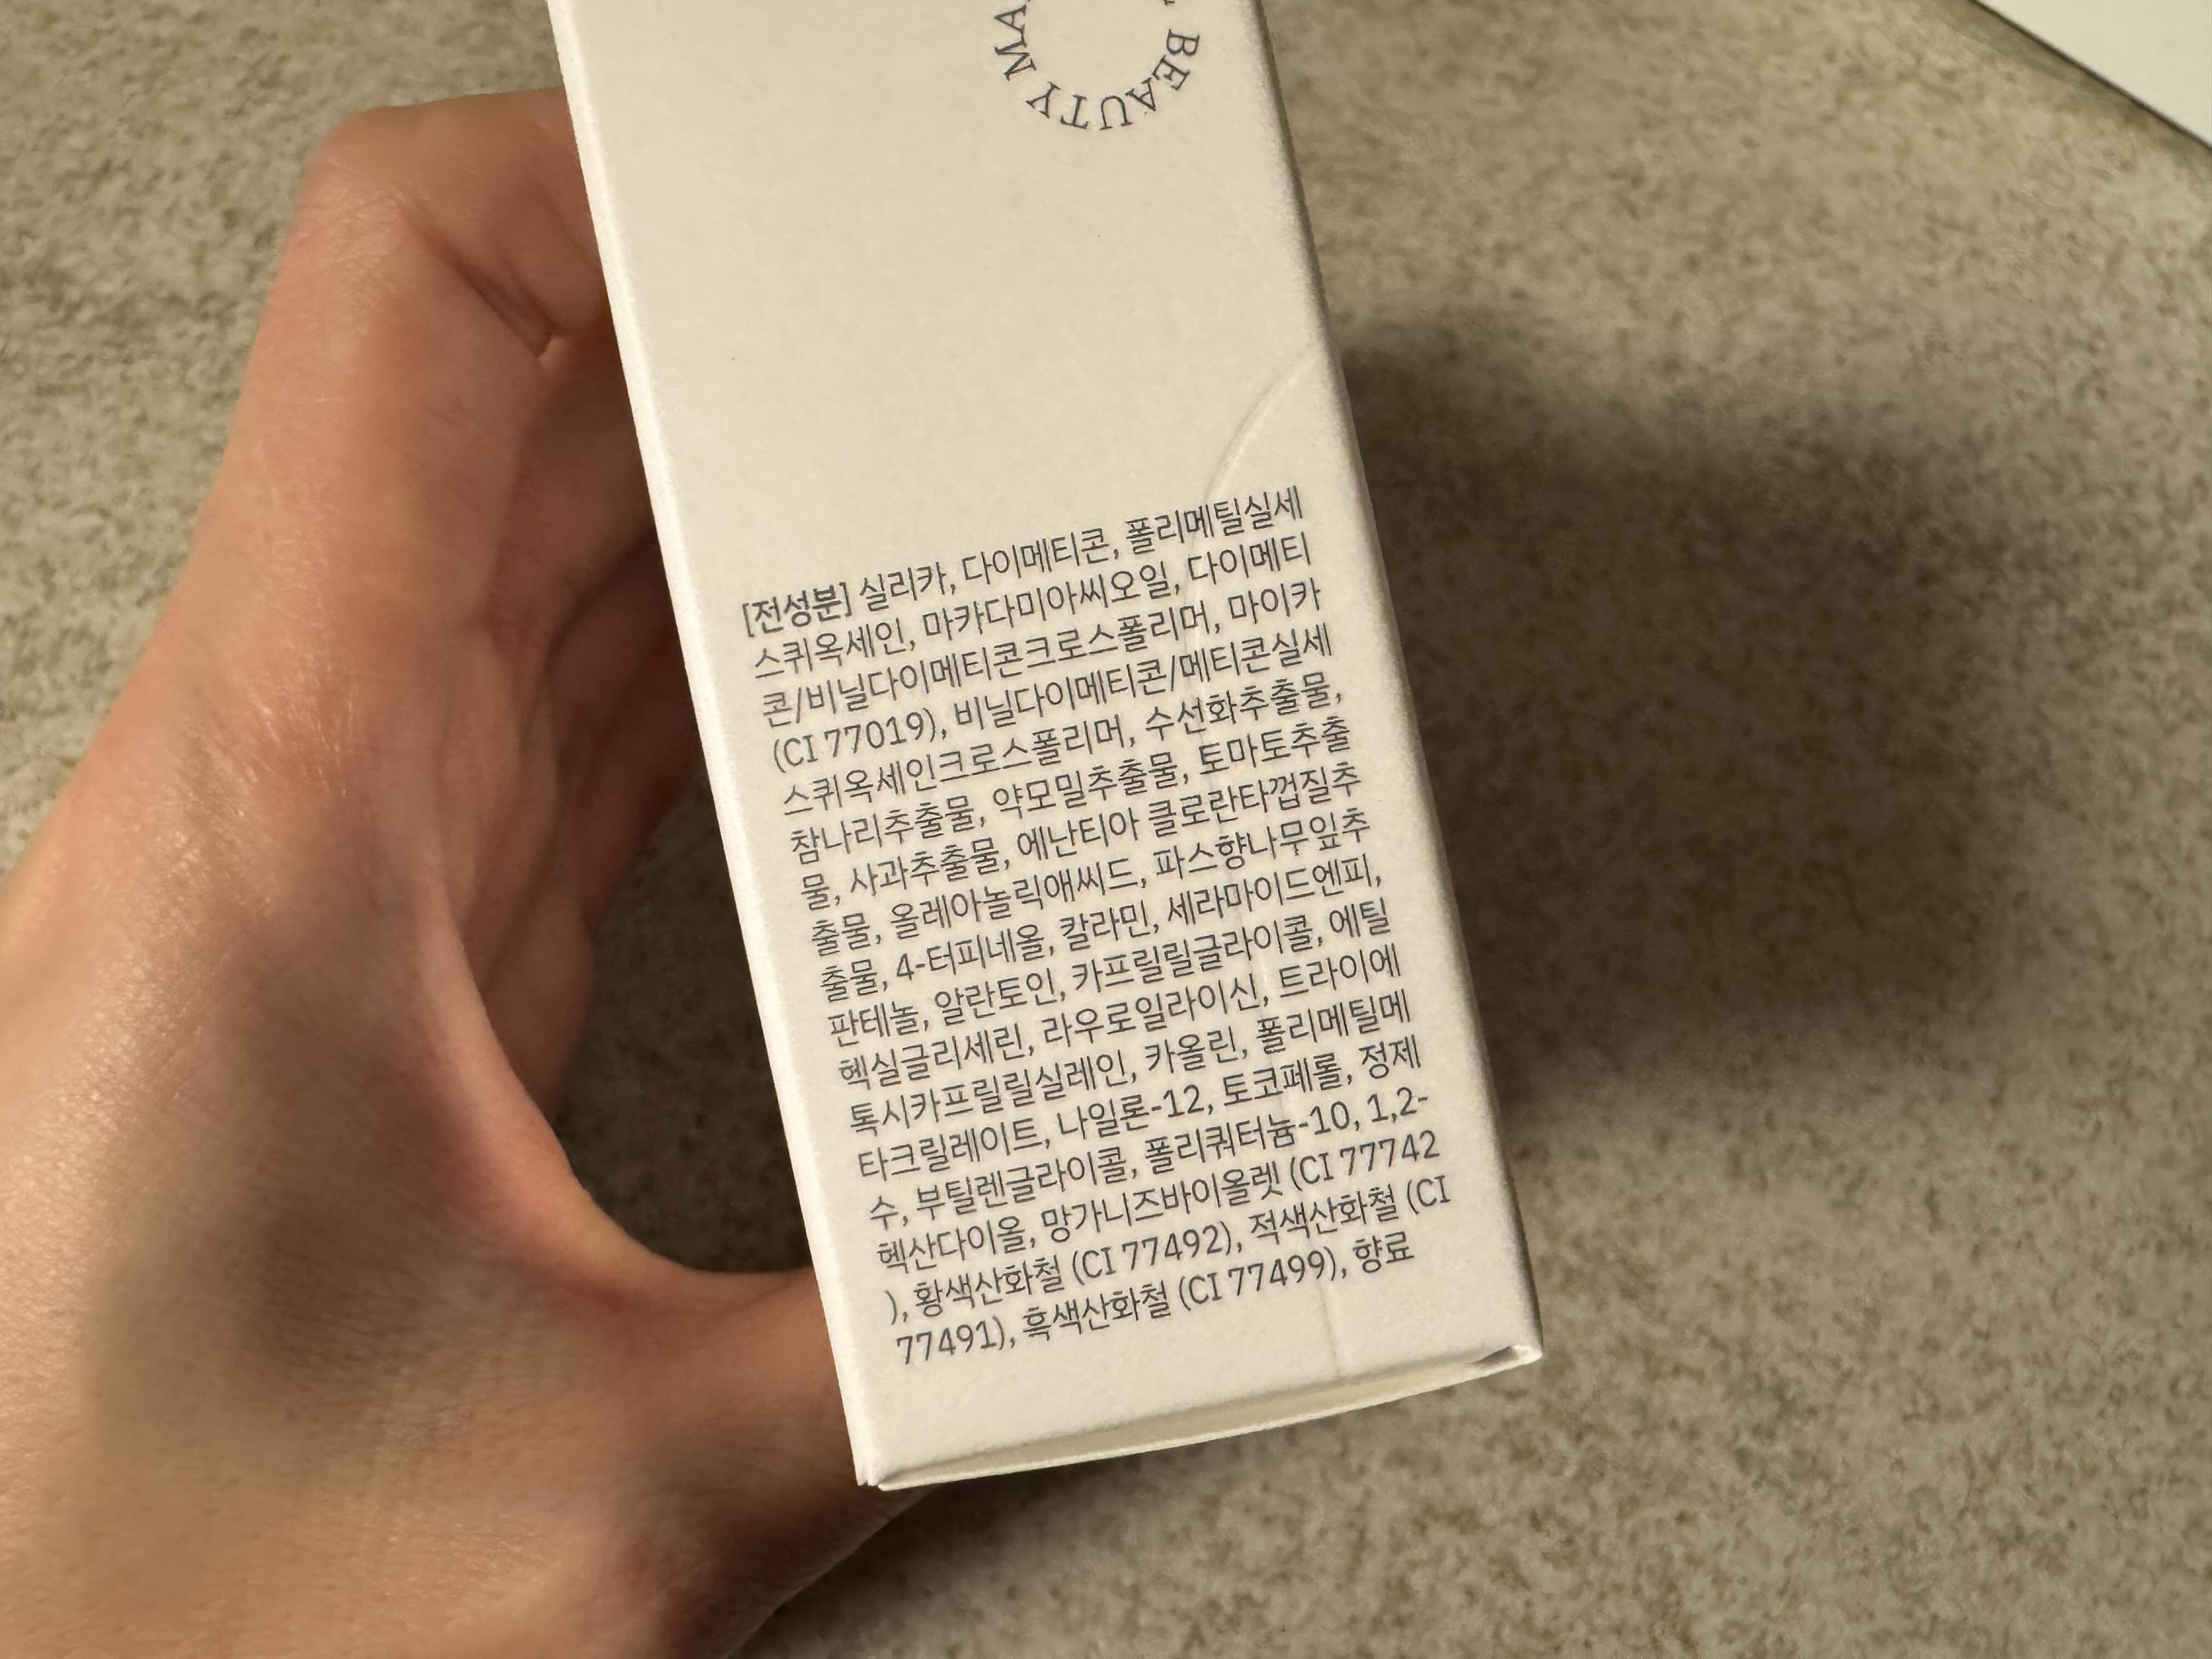 BEAUTY MA
[전성분] 실리카, 다이메티콘, 폴리메틸실세
스퀴옥세인, 마카다미아씨오일, 다이메티
콘/비닐다이메티콘크로스폴리머, 마이카
(CI 77019), 비닐다이메티콘/메티콘실세
스퀴옥세인크로스폴리머, 수선화추출물,
참나리추출물, 약모밀추출물, 토마토추출
물, 사과추출물, 에난티아 클로란타껍질추
출물, 올레아놀릭애씨드, 파스향나무잎추
출물, 4-터피네올, 칼라민, 세라마이드엔피,
판테놀, 알란토인, 카프릴릴글라이콜, 에틸
헥실글리세린, 라우로일라이신, 트라이에
톡시카프릴릴실레인, 카올린, 폴리메틸메
타크릴레이트, 나일론-12, 토코페롤, 정제
수, 부틸렌글라이콜, 폴리쿼터늄-10, 1,2-
헥산다이올, 망가니즈바이올렛 (CI 77742
), 황색산화철 (CI 77492), 적색산화철 (CI
77491), 흑색산화철 (CI 77499), 향료